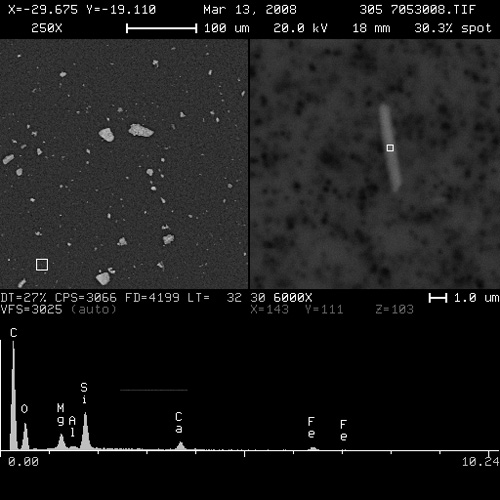 X=-29.675 Y=-19.110 Mar 13, 2008 305 7053008.TIF
250X 100 um 20.0 kV 18 mm 30.3% spot
DT=27% CPS=3066 FD=4199 LT= 32 30 6000X 1.0 um
VFS=3025 (auto) X=143 Y=111 Z=103
C
O
Mg
Al
Si
Ca
Fe
Fe
0.00 10.24